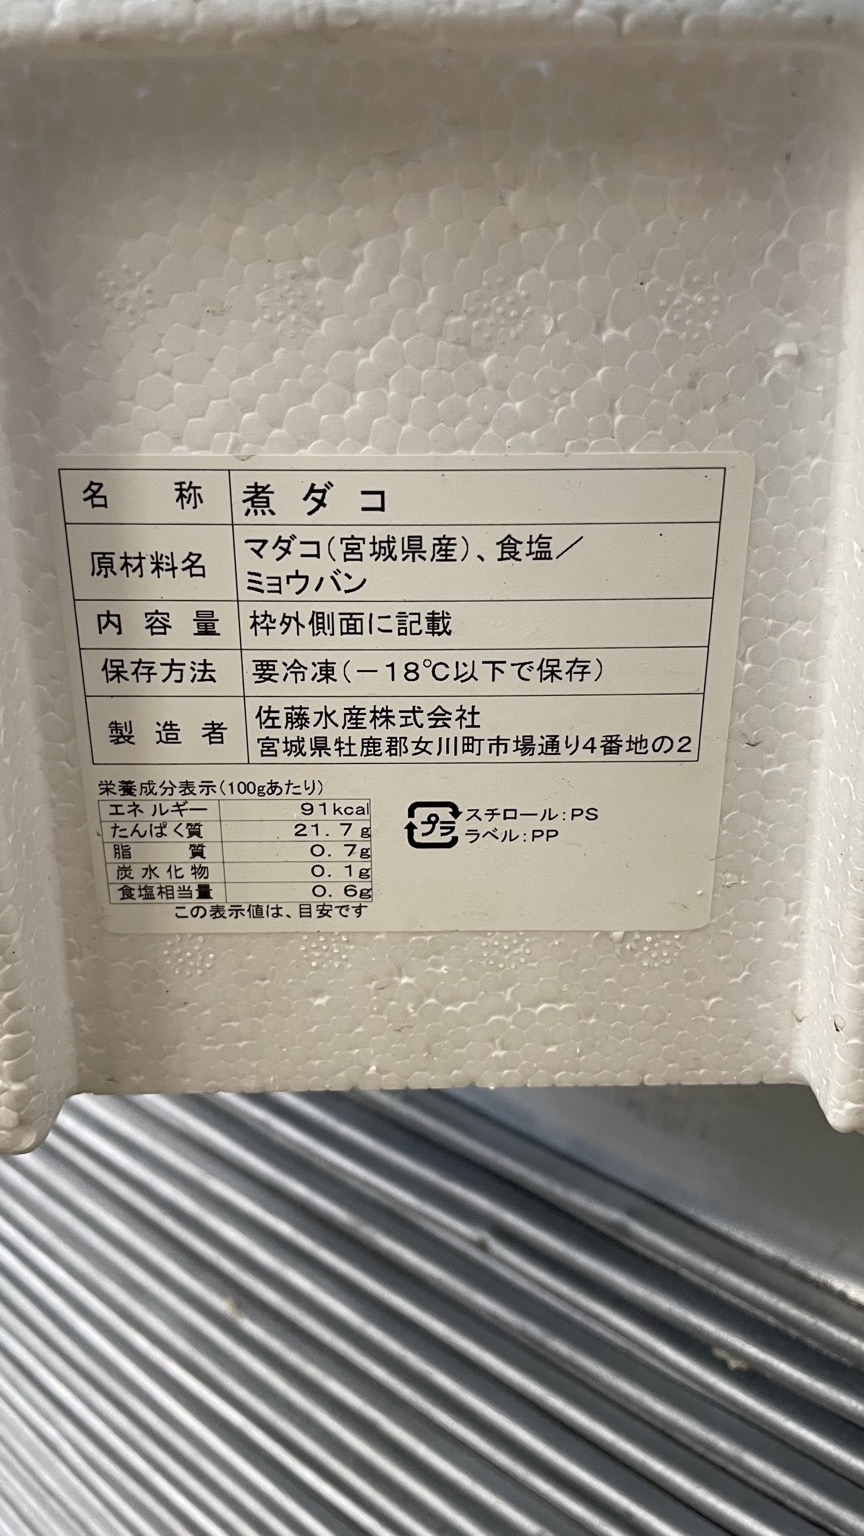 名称 煮ダコ
原材料名 マダコ(宮城県産)、食塩/
ミョウバン
内容量 枠外側面に記載
保存方法 要冷凍(-18℃以下で保存)
製造者 佐藤水産株式会社
宮城県牡鹿郡女川町市場通り4番地の2
栄養成分表示(100gあたり)
エネルギー 91kcal
たんぱく質 21.7g
脂質 0.7g
炭水化物 0.1g
食塩相当量 0.6g
この表示値は、目安です
プラ
スチロール:PS
ラベル:PP